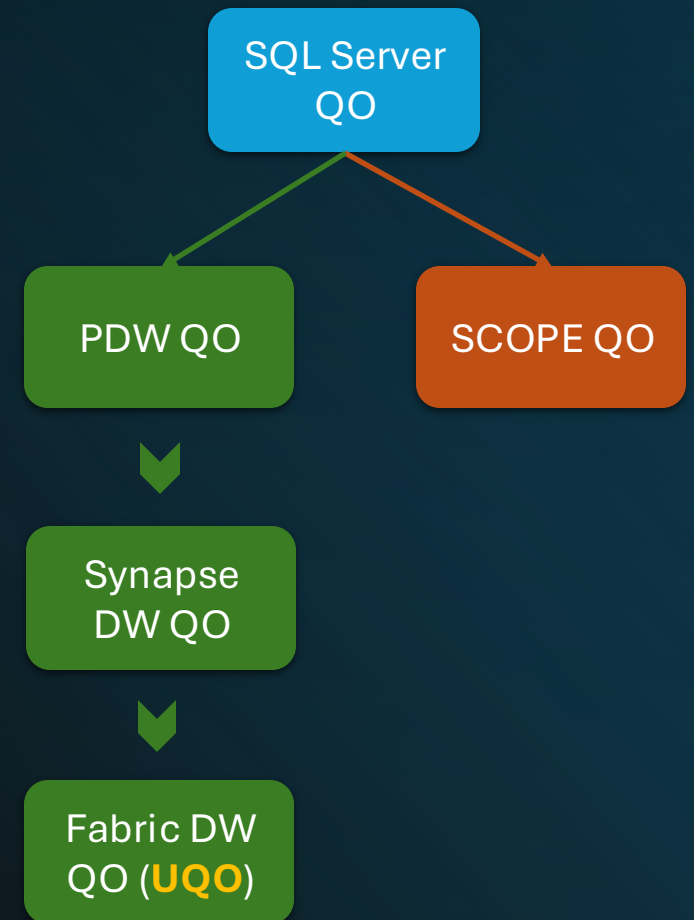 SQL Server
QO
PDW QO
SCOPE QO
Synapse
DW QO
Fabric DW
QO (UQO)